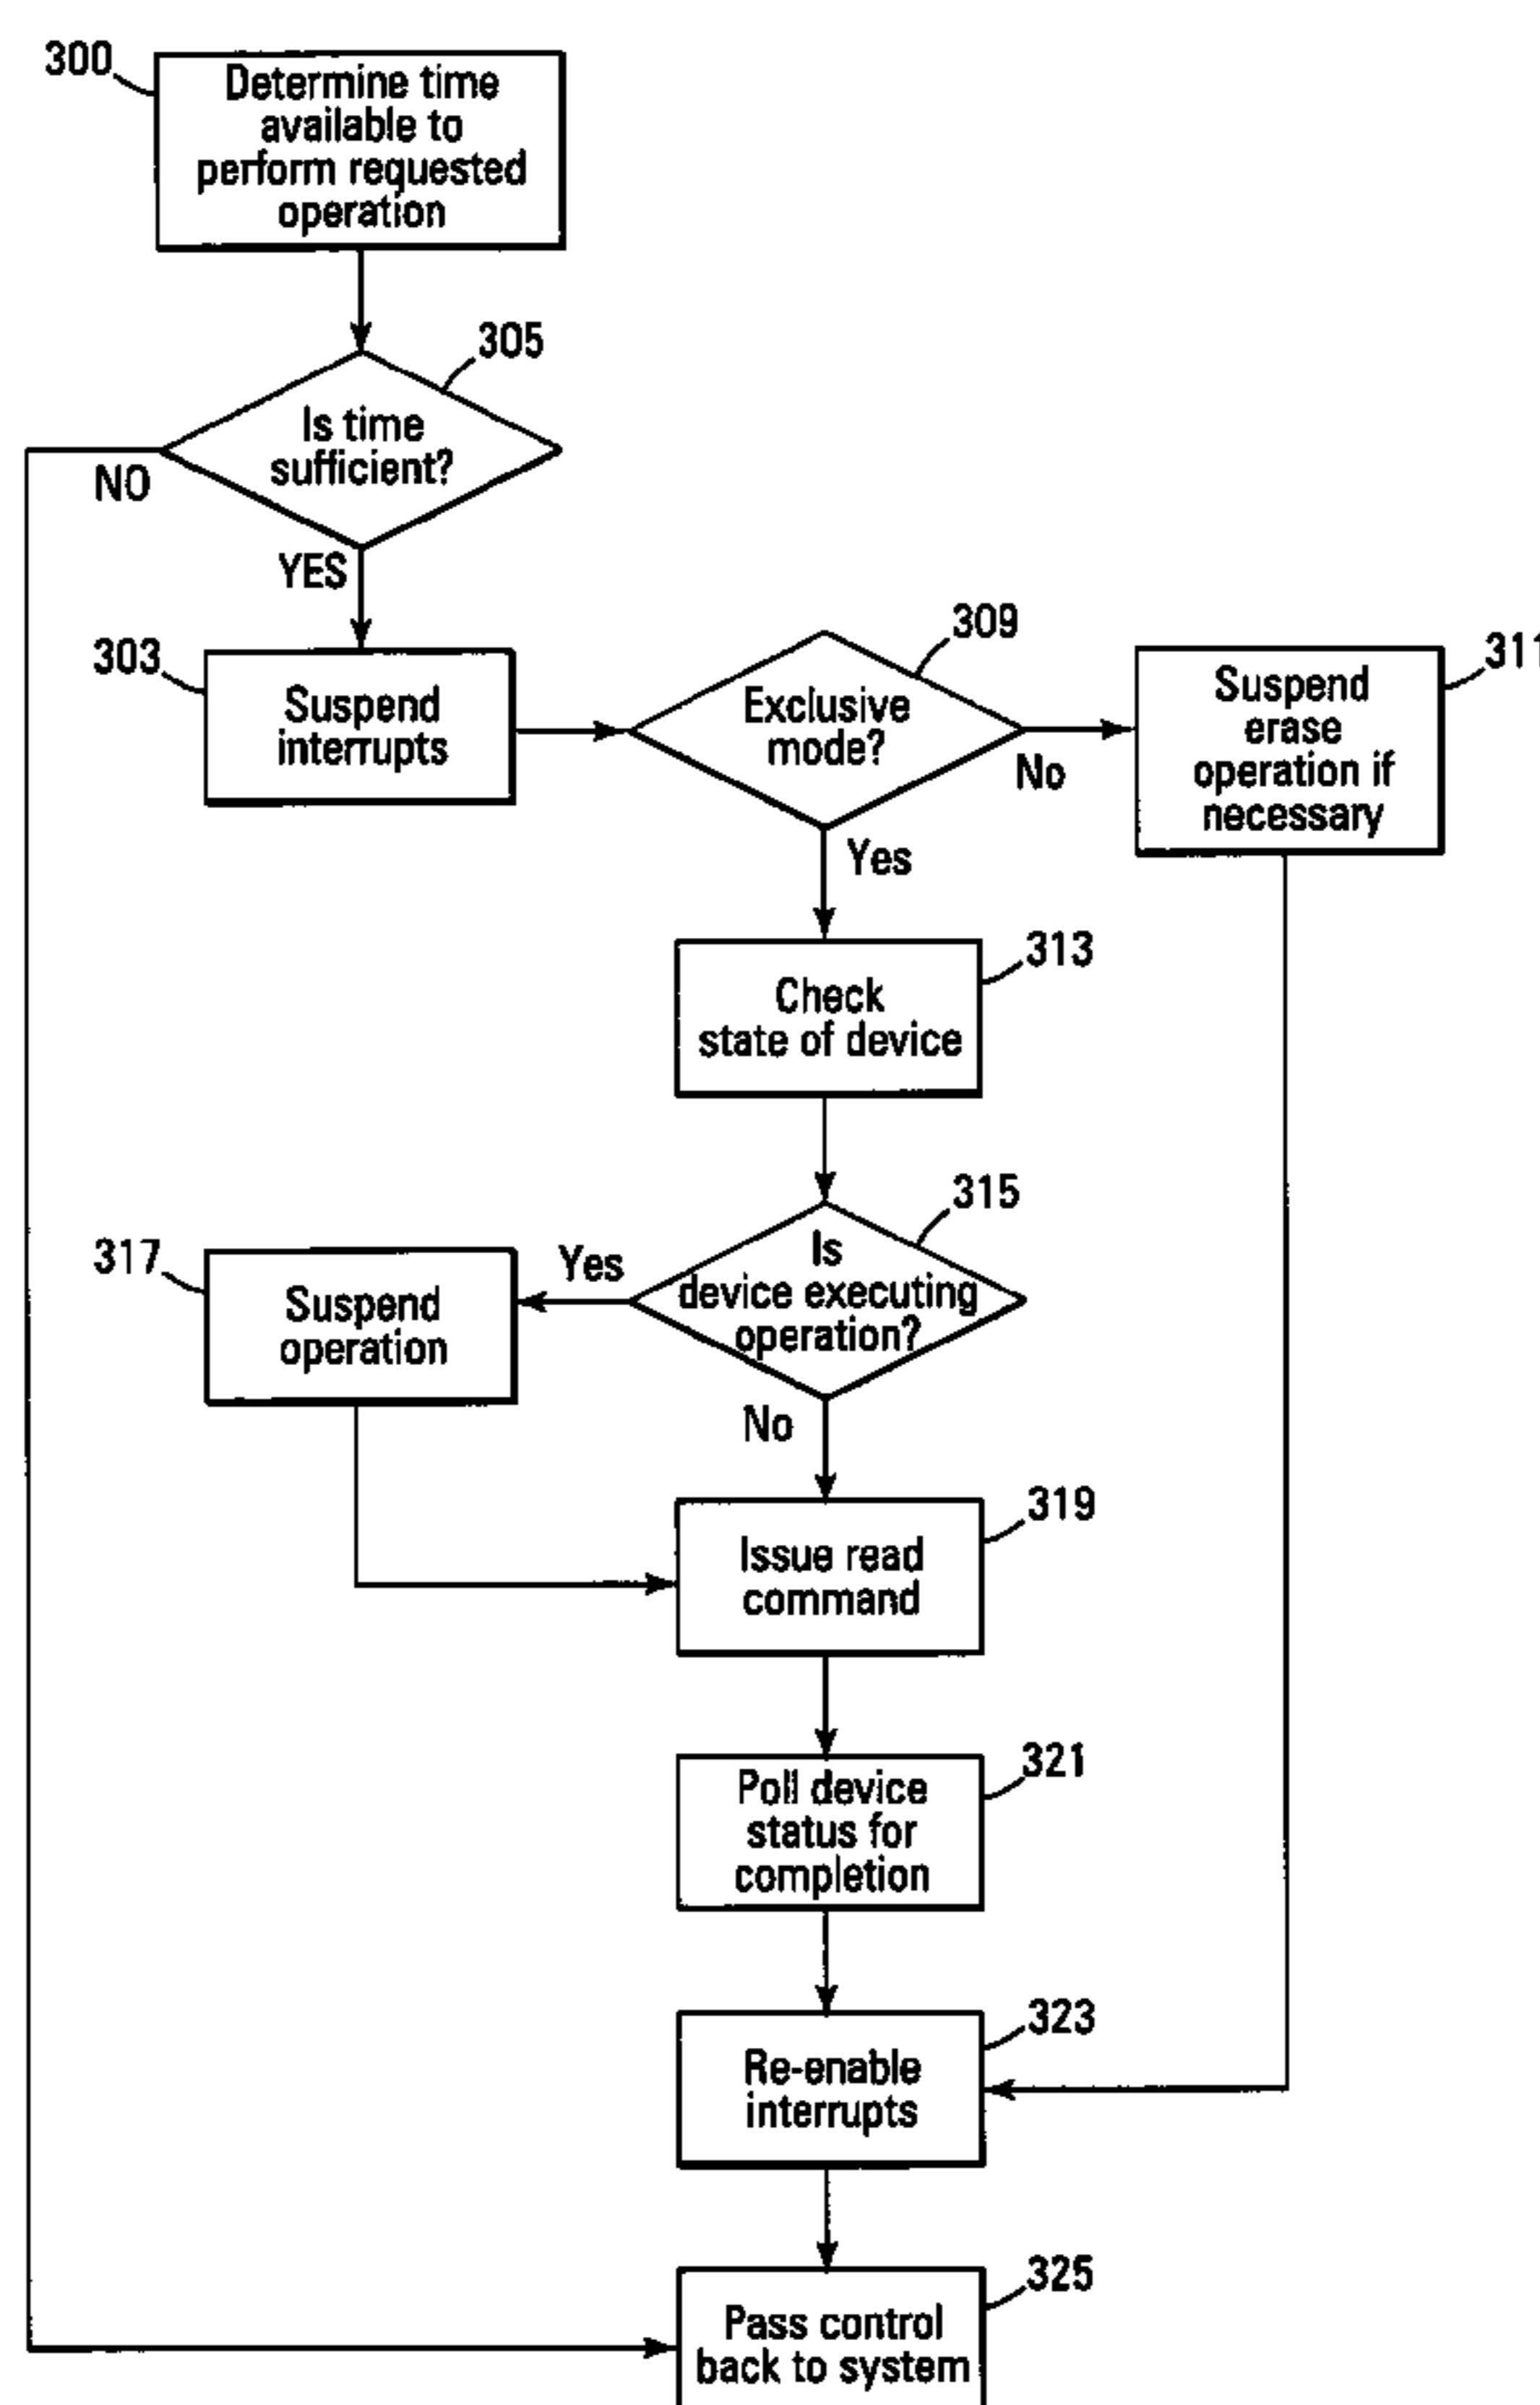 300
Determine time
available to
perform requested
operation
305
Is time
sufficient?
NO
YES
303
Suspend
interrupts
309
Exclusive
mode?
No
Yes
311
Suspend
erase
operation if
necessary
313
Check
state of device
315
Is
device executing
operation?
Yes
No
317
Suspend
operation
319
Issue read
command
321
Poll device
status for
completion
323
Re-enable
interrupts
325
Pass control
back to system